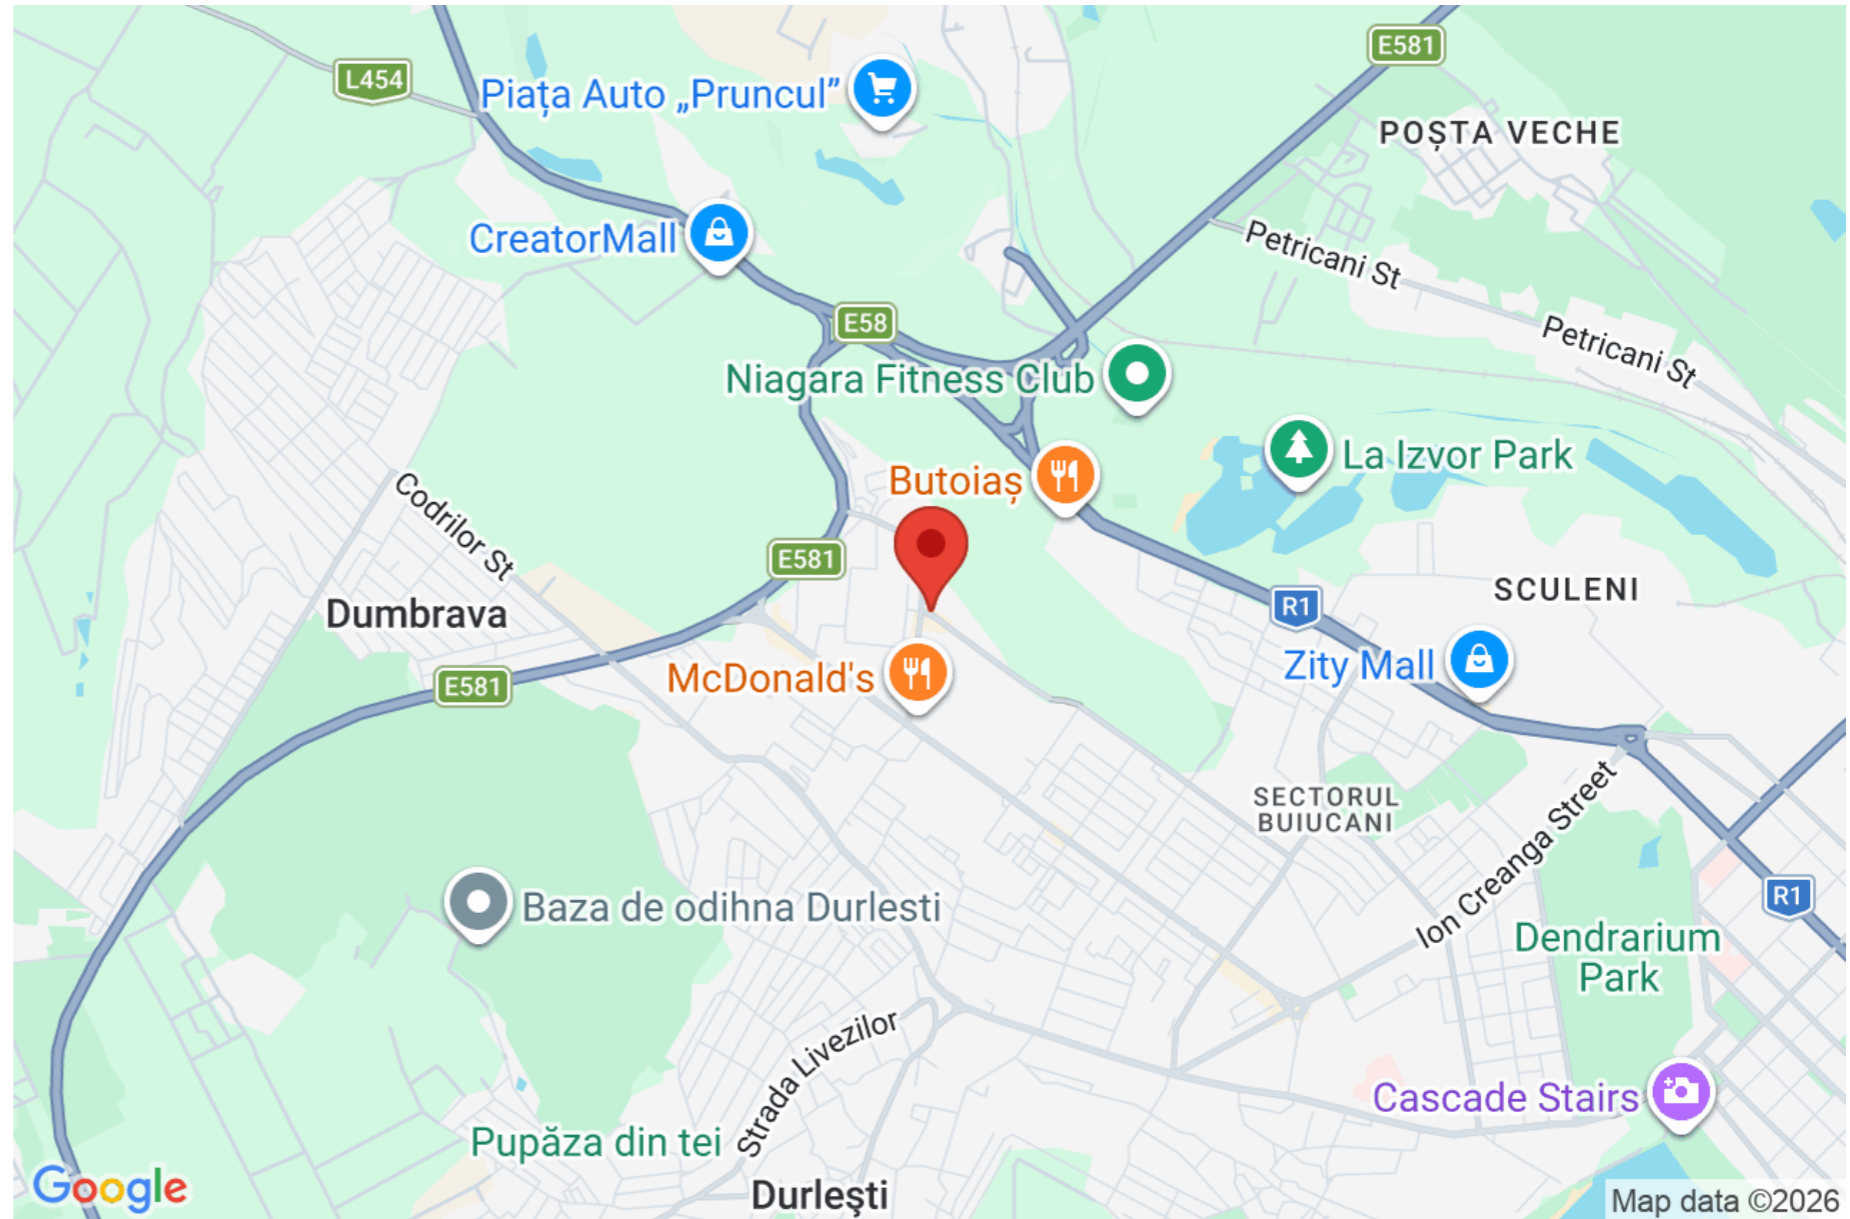 E581
L454
Piața Auto „Pruncul”
POȘTA VECHE
CreatorMall
Petricani St
E58
Petricani St
Niagara Fitness Club
La Izvor Park
Butoiaș
Codrilor St
E581
SCULENI
R1
Dumbrava
Zity Mall
McDonald's
E581
SECTORUL
BUIUCANI
Ion Creanga Street
R1
Baza de odihna Durlesti
Dendrarium
Park
Strada Livezilor
Cascade Stairs
Pupăza din tei
Durleşti
Google
Map data ©2026